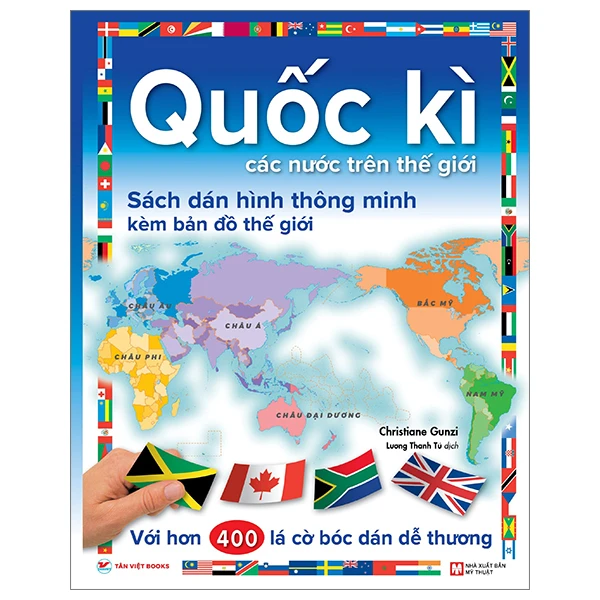 Quốc kì
các nước trên thế giới
Sách dán hình thông minh
kèm bản đồ thế giới
CHÂU ÂU
CHÂU Á
BẮC MỸ
CHÂU PHI
NAM MỸ
CHÂU ĐẠI DƯƠNG
Christiane Gunzi
Lương Thanh Tú dịch
Với hơn 400 lá cờ bóc dán dễ thương
TÂN VIỆT BOOKS
NHÀ XUẤT BẢN
MỸ THUẬT